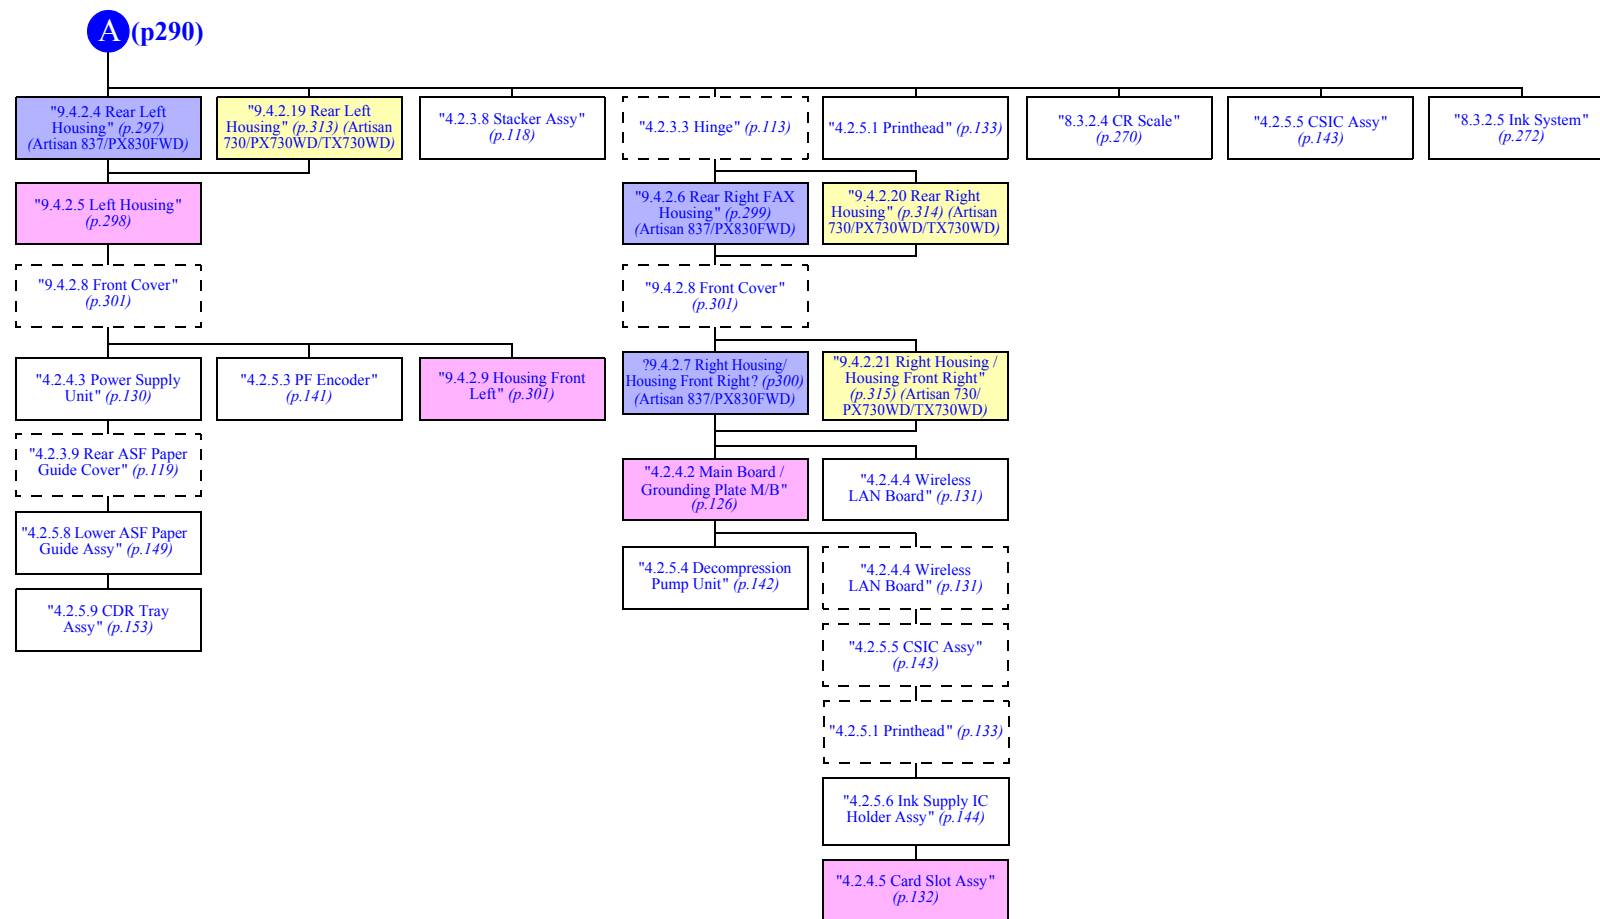 A (p290)
"9.4.2.4 Rear Left
Housing" (p.297)
(Artisan 837/PX830FWD)
"9.4.2.19 Rear Left
Housing" (p.313) (Artisan
730/PX730WD/TX730WD)
"4.2.3.8 Stacker Assy"
(p.118)
"4.2.3.3 Hinge" (p.113)
"4.2.5.1 Printhead" (p.133)
"8.3.2.4 CR Scale"
(p.270)
"4.2.5.5 CSIC Assy"
(p.143)
"8.3.2.5 Ink System"
(p.272)
"9.4.2.5 Left Housing"
(p.298)
"9.4.2.6 Rear Right FAX
Housing" (p.299)
(Artisan 837/PX830FWD)
"9.4.2.20 Rear Right
Housing" (p.314) (Artisan
730/PX730WD/TX730WD)
"9.4.2.8 Front Cover"
(p.301)
"9.4.2.8 Front Cover"
(p.301)
"4.2.4.3 Power Supply
Unit" (p.130)
"4.2.5.3 PF Encoder"
(p.141)
"9.4.2.9 Housing Front
Left" (p.301)
?9.4.2.7 Right Housing/
Housing Front Right? (p300)
(Artisan 837/PX830FWD)
"9.4.2.21 Right Housing /
Housing Front Right"
(p.315) (Artisan 730/
PX730WD/TX730WD)
"4.2.3.9 Rear ASF Paper
Guide Cover" (p.119)
"4.2.4.2 Main Board /
Grounding Plate M/B"
(p.126)
"4.2.4.4 Wireless
LAN Board" (p.131)
"4.2.5.8 Lower ASF Paper
Guide Assy" (p.149)
"4.2.5.4 Decompression
Pump Unit" (p.142)
"4.2.4.4 Wireless
LAN Board" (p.131)
"4.2.5.9 CDR Tray
Assy" (p.153)
"4.2.5.5 CSIC Assy"
(p.143)
"4.2.5.1 Printhead" (p.133)
"4.2.5.6 Ink Supply IC
Holder Assy" (p.144)
"4.2.4.5 Card Slot Assy"
(p.132)